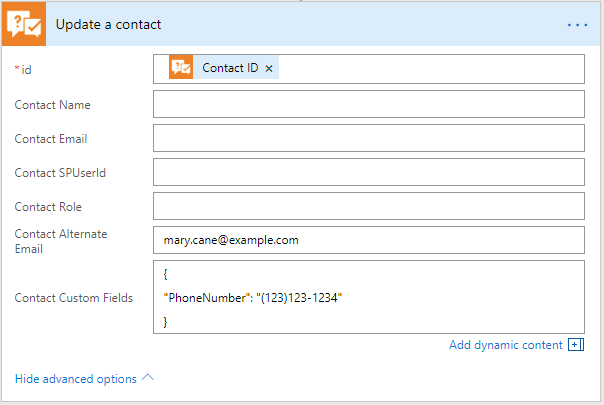 Update a contact
...
* id
Contact ID ×
Contact Name
Contact Email
Contact SPUserId
Contact Role
Contact Alternate
Email
mary.cane@example.com
Contact Custom Fields
{
"PhoneNumber": "(123)123-1234"
}
Add dynamic content
Hide advanced options